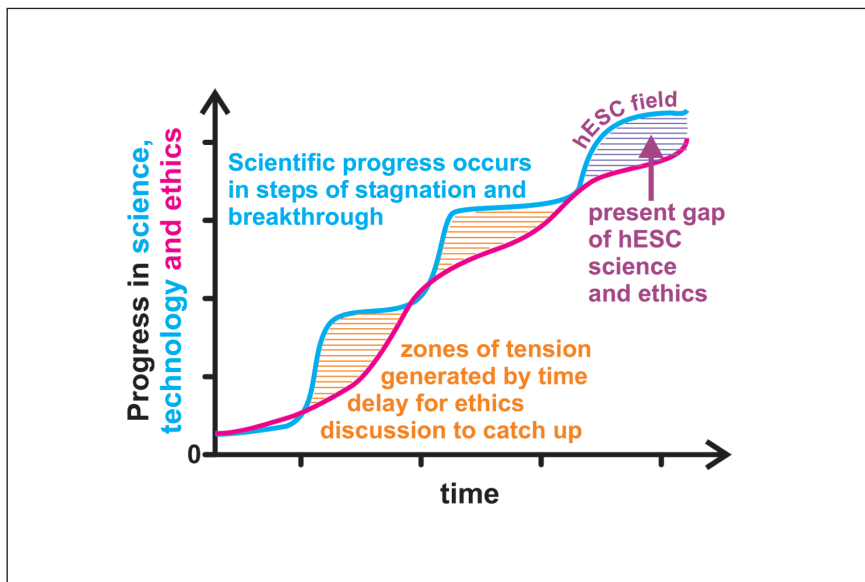 Progress in science,
technology and ethics
Scientific progress occurs
in steps of stagnation and
breakthrough
hESC field
present gap
of hESC
science
and ethics
zones of tension
generated by time
delay for ethics
discussion to catch up
0
time